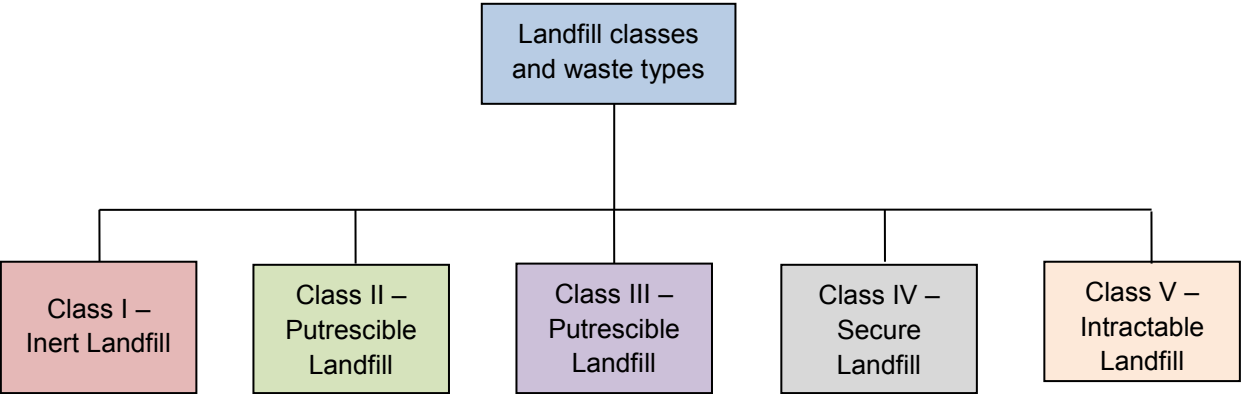 Landfill classes
and waste types
Class I –
Inert Landfill
Class II –
Putrescible
Landfill
Class III –
Putrescible
Landfill
Class IV –
Secure
Landfill
Class V –
Intractable
Landfill